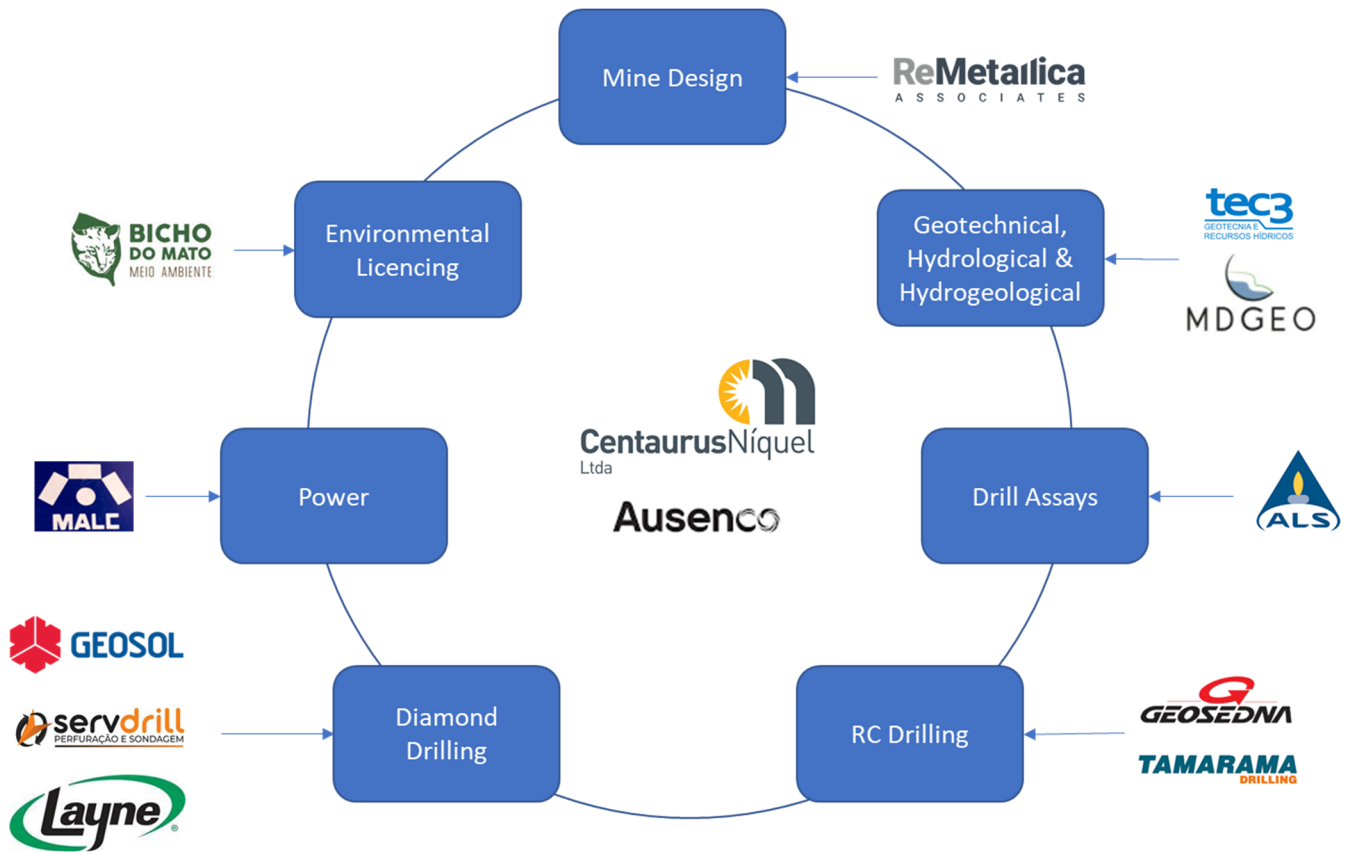 Mine Design
ReMetallica
ASSOCIATES
Environmental
Licencing
BICHO
DO MATO
MEIO AMBIENTE
Geotechnical,
Hydrological &
Hydrogeological
tec3
GEOTECNIA E
RECURSOS HÍDRICOS
MDGEO
CentaurusNíquel
Ltda
Ausenco
Power
MALC
Drill Assays
ALS
GEOSOL
servdrill
PERFURAÇÃO E SONDAGEM
Layne®
Diamond
Drilling
RC Drilling
GEOSEDNA
TAMARAMA
DRILLING